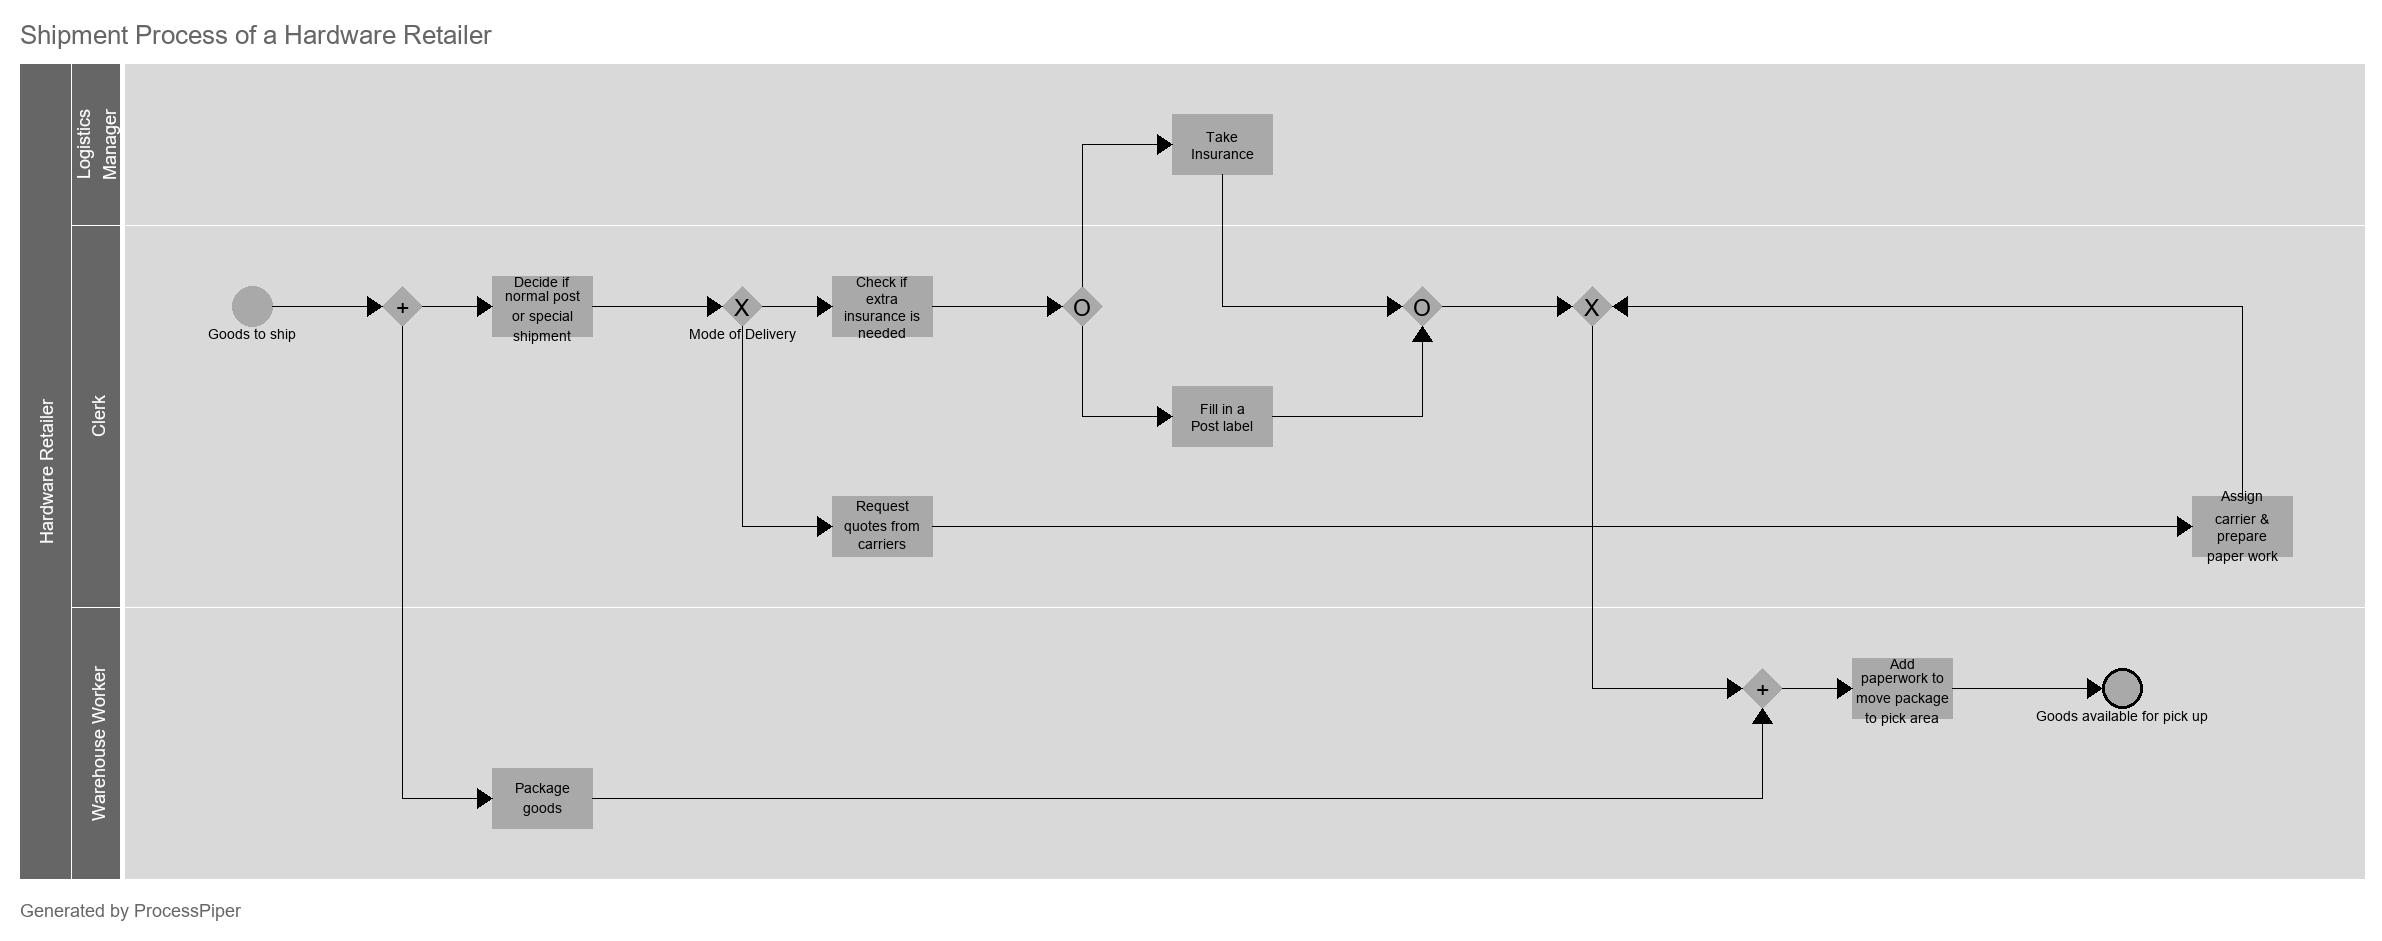 Shipment Process of a Hardware Retailer
Hardware Retailer
Logistics
Manager
Take
Insurance
Clerk
Goods to ship
+
Decide if
normal post
or special
shipment
X
Mode of Delivery
Check if
extra
insurance is
needed
O
O
X
Fill in a
Post label
Request
quotes from
carriers
Assign
carrier &
prepare
paper work
Warehouse Worker
+
Add
paperwork to
move package
to pick area
Goods available for pick up
Package
goods
Generated by ProcessPiper